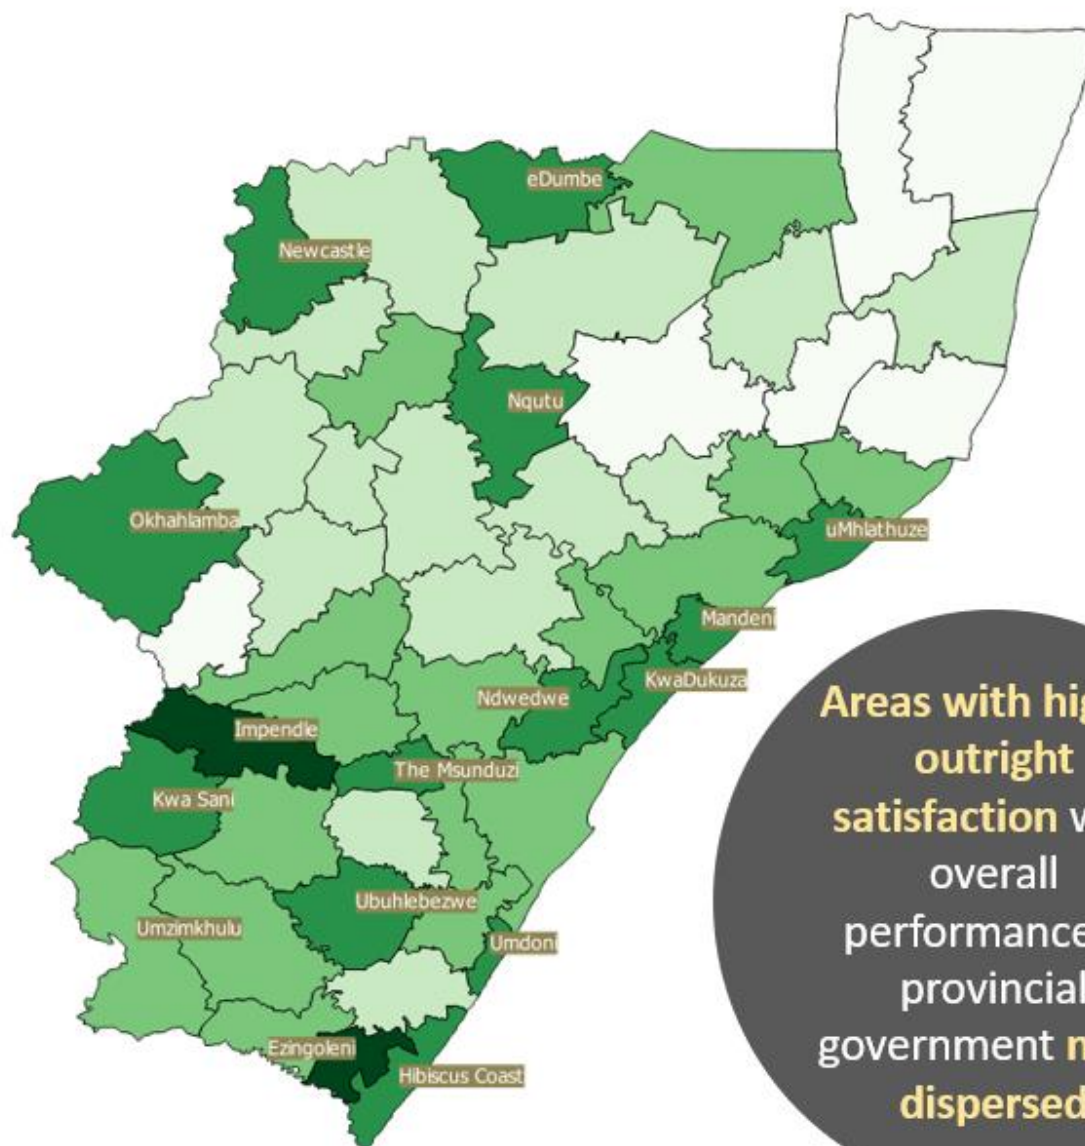 eDumbe
Newcastle
Nqutu
Okhahlamba
uMhlathuze
Mandeni
KwaDukuza
Ndwedwe
Impendle
The Msunduzi
Kwa Sani
Ubuhlebezwe
Umzimkhulu
Umdoni
Ezingoleni
Hibiscus Coast
Areas with
outright
satisfaction
overall
performance
provincial
government
dispersed